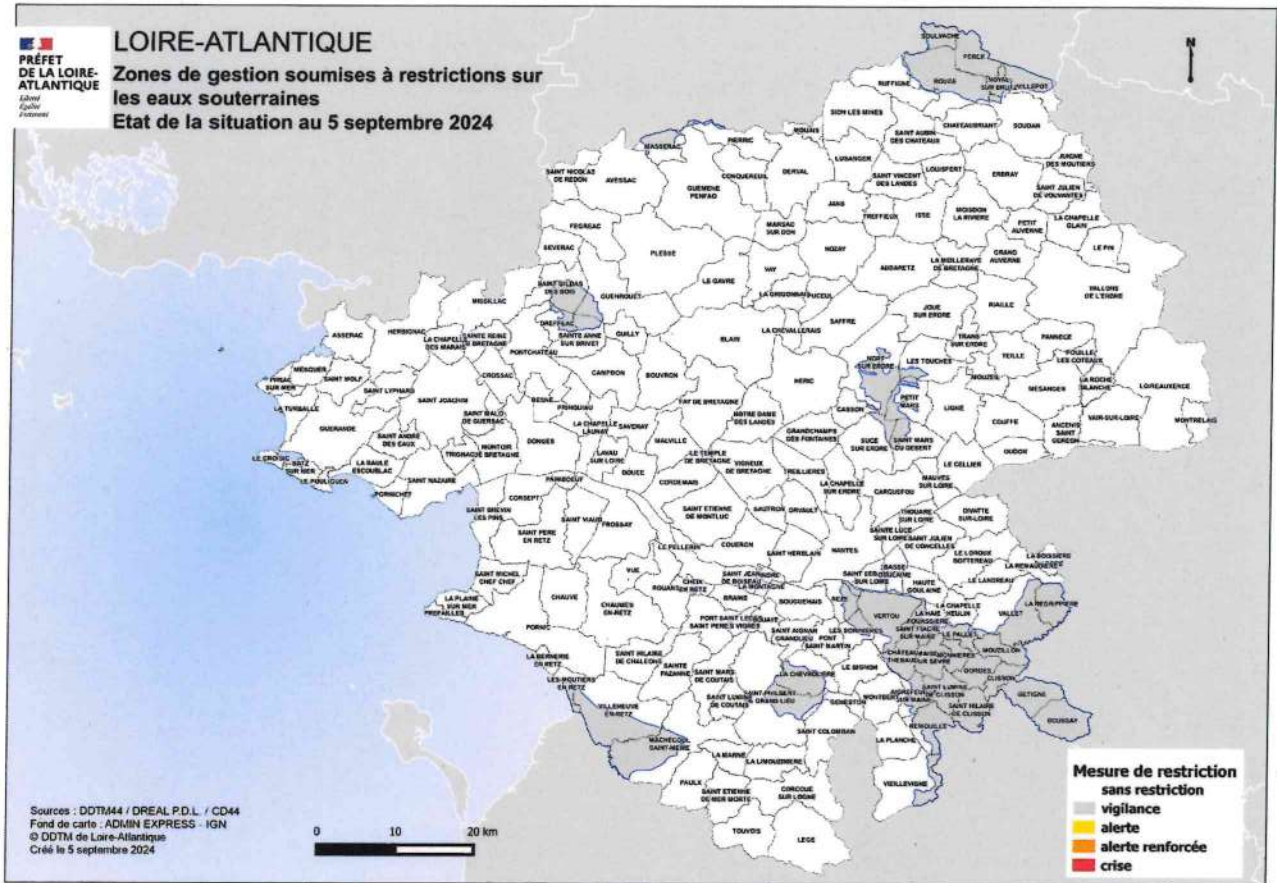 PRÉFET
DE LA LOIRE-
ATLANTIQUE
Liberté
Égalité
Fraternité
LOIRE-ATLANTIQUE
Zones de gestion soumises à restrictions sur
les eaux souterraines
Etat de la situation au 5 septembre 2024
N
SOULVACHE
FERCE
ROUGE
NOYAL
SUR BRUTZ
VILLEPOT
RUFFIGNE
SION LES MINES
MOUAIS
PIERRIC
MASSERAC
SAINT AUBIN
DES CHATEAUX
CHATEAUBRIANT
SOUDAN
LUSANGER
LOUISFERT
JUIGNE
DES MOUTIERS
SAINT NICOLAS
DE REDON
AVESSAC
GUEMENE
PENFAO
CONQUEREUIL
DERVAL
SAINT VINCENT
DES LANDES
ERBRAY
SAINT JULIEN
DE VOUVANTES
JANS
TREFFIEUX
ISSE
MOISDON
LA RIVIERE
PETIT
AUVERNE
LA CHAPELLE
GLAIN
FEGREAC
MARSAC
SUR DON
SEVERAC
PLESSE
NOZAY
GRAND
AUVERNE
LE PIN
VAY
ABBARETZ
LA MEILLERAYE
DE BRETAGNE
SAINT GILDAS
DES BOIS
GUENROUET
LE GAVRE
LA GRIGONNAIS
PUCEUL
RIAILLE
VALLONS
DE L'ERDRE
MISSILLAC
DREFFEAC
SAFFRE
JOUE
SUR ERDRE
ASSERAC
HERBIGNAC
LA CHAPELLE
DES MARAIS
SAINTE REINE
DE BRETAGNE
SAINTE ANNE
SUR BRIVET
QUILLY
BLAIN
LA CHEVALLERAIS
TRANS
SUR ERDRE
PANNECE
PONTCHATEAU
TEILLE
POUILLE
LES COTEAUX
MESQUER
NORT
SUR ERDRE
LES TOUCHES
PIRIAC
SUR MER
SAINT MOLF
CROSSAC
CAMPBON
BOUVRON
HERIC
MOUZEIL
MESANGER
LA ROCHE
BLANCHE
LOIREAUXENCE
SAINT LYPHARD
SAINT JOACHIM
BESNE
PRINQUIAU
FAY DE BRETAGNE
PETIT
MARS
LIGNE
LA TURBALLE
SAINT MALO
DE GUERSAC
LA CHAPELLE
LAUNAY
SAVENAY
NOTRE DAME
DES LANDES
CASSON
COUFFE
VAIR-SUR-LOIRE
MONTRELAIS
GUERANDE
SAINT ANDRE
DES EAUX
MONTOIR
DE BRETAGNE
TRIGNAC
DONGES
MALVILLE
GRANDCHAMPS
DES FONTAINES
SUCE
SUR ERDRE
SAINT MARS
DU DESERT
ANCENIS
SAINT
GEREON
LE CROISIC
BATZ
SUR MER
LE POULIGUEN
LA BAULE
ESCOUBLAC
SAINT NAZAIRE
PORNICHET
LAVAU
SUR LOIRE
BOUEE
LE TEMPLE
DE BRETAGNE
VIGNEUX
DE BRETAGNE
TREILLIERES
OUDON
LE CELLIER
CORDEMAIS
LA CHAPELLE
SUR ERDRE
CARQUEFOU
MAUVES
SUR LOIRE
PAIMBOEUF
CORSEPT
SAINT BREVIN
LES PINS
SAINT VIAUD
FROSSAY
SAINT ETIENNE
DE MONTLUC
SAUTRON
ORVAULT
THOUARE
SUR LOIRE
DIVATTE
SUR-LOIRE
SAINT PERE
EN RETZ
LE PELLERIN
COUERON
SAINT HERBLAIN
NANTES
SAINTE LUCE
SUR LOIRE
SAINT JULIEN
DE CONCELLES
LA BOISSIERE
LE LOROUX
BOTTEREAU
LA REMAUDIERE
SAINT MICHEL
CHEF CHEF
VUE
ROUANS
CHEIX
EN RETZ
SAINT JEAN
DE BOISEAU
INDRE
LA MONTAGNE
BRAINS
BOUGUENAIS
REZE
SAINT SEB
SUR LOIRE
BASSE
GOULAINE
HAUTE
GOULAINE
LE LANDREAU
LA PLAINE
SUR MER
PREFAILLES
CHAUVE
CHAUMES
EN-RETZ
VERTOU
LA HAIE
FOUASSIERE
LA CHAPELLE
HEULIN
VALLET
LA REGRIPPIERE
PORNIC
SAINT AIGNAN
GRANDLIEU
PONT
SAINT MARTIN
LES SORINIERES
SAINT FIACRE
SUR MAINE
LE PALLET
MOUZILLON
LA BERNERIE
EN RETZ
SAINT HILAIRE
DE CHALEONS
SAINTE
PAZANNE
SAINT MARS
DE COUTAIS
LA CHEVROLIERE
LE BIGNON
CHATEAU
THEBAUD
MONNIERES
GORGES
CLISSON
GETIGNE
LES-MOUTIERS
EN RETZ
VILLENEUVE
EN-RETZ
SAINT LUMINE
DE COUTAIS
SAINT-PHILBERT
DE GRAND-LIEU
GENESTON
MONTBERT
AIGREFEUILLE
SUR MAINE
SAINT LUMINE
DE CLISSON
SAINT HILAIRE
DE CLISSON
BOUSSAY
REMOUILLE
MACHECOUL
SAINT-MEME
SAINT COLOMBAN
LA PLANCHE
LA MARNE
LA LIMOUZINIERE
VIEILLEVIGNE
PAULX
SAINT ETIENNE
DE MER MORTE
CORCOUE
SUR LOGNE
TOUVOIS
LEGE
Mesure de restriction
sans restriction
vigilance
alerte
alerte renforcée
crise
Sources : DDTM44 / DREAL P.D.L. / CD44
Fond de carte : ADMIN EXPRESS - IGN
© DDTM de Loire-Atlantique
Créé le 5 septembre 2024
0 10 20 km